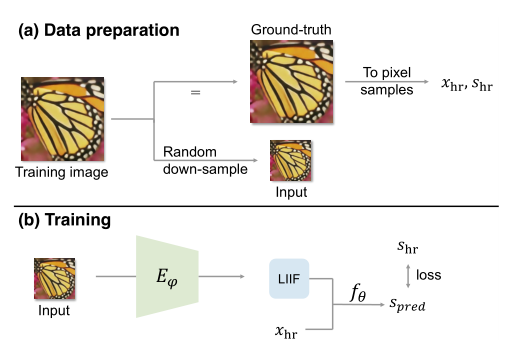 (a) Data preparation
Ground-truth
=
To pixel
samples
x_hr, s_hr
Training image
Random
down-sample
Input
(b) Training
Input
E_φ
LIIF
x_hr
f_θ
s_hr
loss
s_pred